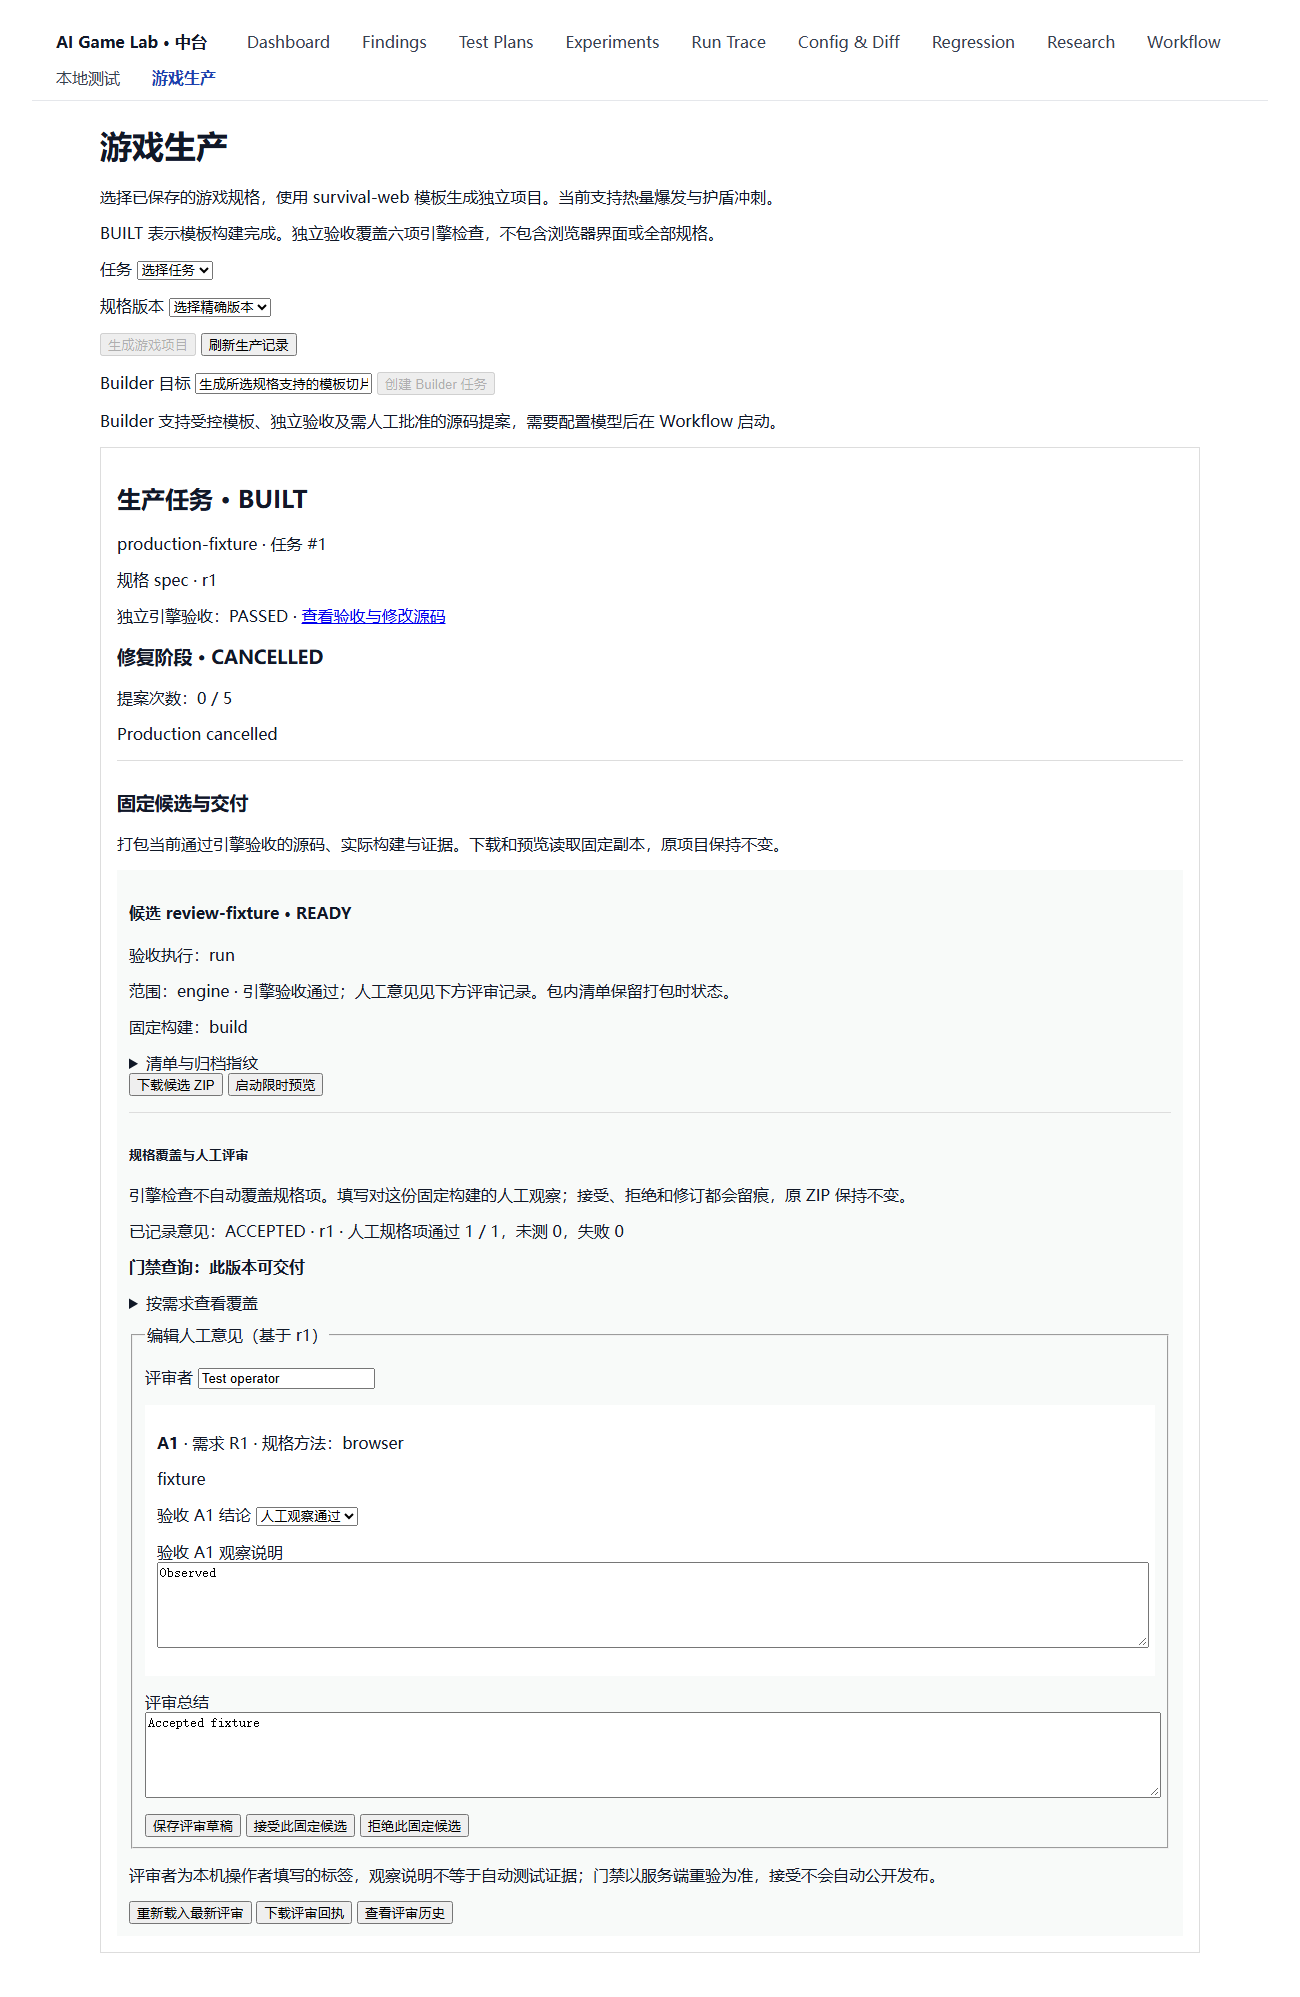 AI Game Lab • 中台 Dashboard Findings Test Plans Experiments Run Trace Config & Diff Regression Research Workflow
本地测试 游戏生产
游戏生产
选择已保存的游戏规格，使用 survival-web 模板生成独立项目。当前支持热量爆发与护盾冲刺。
BUILT 表示模板构建完成。独立验收覆盖六项引擎检查，不包含浏览器界面或全部规格。
任务 选择任务
规格版本 选择精确版本
生成游戏项目 刷新生产记录
Builder 目标 生成所选规格支持的模板切片 创建 Builder 任务
Builder 支持受控模板、独立验收及需人工批准的源码提案，需要配置模型后在 Workflow 启动。
生产任务 • BUILT
production-fixture · 任务 #1
规格 spec · r1
独立引擎验收：PASSED · 查看验收与修改源码
修复阶段 • CANCELLED
提案次数：0 / 5
Production cancelled
固定候选与交付
打包当前通过引擎验收的源码、实际构建与证据。下载和预览读取固定副本，原项目保持不变。
候选 review-fixture • READY
验收执行：run
范围：engine · 引擎验收通过；人工意见见下方评审记录。包内清单保留打包时状态。
固定构建：build
▶ 清单与归档指纹
下载候选 ZIP 启动限时预览
规格覆盖与人工评审
引擎检查不自动覆盖规格项。填写对这份固定构建的人工观察；接受、拒绝和修订都会留痕，原 ZIP 保持不变。
已记录意见：ACCEPTED · r1 · 人工规格项通过 1 / 1，未测 0，失败 0
门禁查询：此版本可交付
▶ 按需求查看覆盖
编辑人工意见（基于 r1）
评审者 Test operator
A1 · 需求 R1 · 规格方法：browser
fixture
验收 A1 结论 人工观察通过
验收 A1 观察说明
Observed
评审总结
Accepted fixture
保存评审草稿 接受此固定候选 拒绝此固定候选
评审者为本机操作者填写的标签，观察说明不等于自动测试证据；门禁以服务端重验为准，接受不会自动公开发布。
重新载入最新评审 下载评审回执 查看评审历史